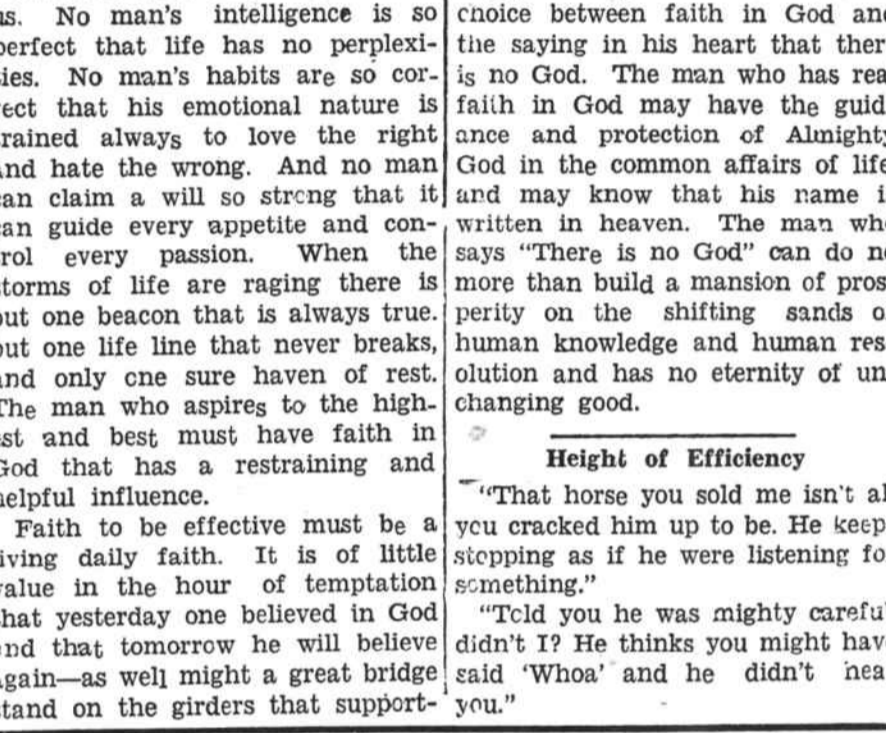 us. No man's intelligence is so
perfect that life has no perplexi-
ties. No man's habits are so cor-
rect that his emotional nature is
trained always to love the right
and hate the wrong. And no man
can claim a will so strong that it
can guide every appetite and con-
trol every passion. When the
storms of life are raging there is
but one beacon that is always true.
but one life line that never breaks,
and only one sure haven of rest.
The man who aspires to the high-
est and best must have faith in
God that has a restraining and
helpful influence.
Faith to be effective must be a
living daily faith. It is of little
value in the hour of temptation
that yesterday one believed in God
and that tomorrow he will believe
again—as well might a great bridge
stand on the girders that support-
choice between faith in God and
the saying in his heart that ther
is no God. The man who has rea
faith in God may have the guid
ance and protection of Almighty
God in the common affairs of life
and may know that his name i
written in heaven. The man who
says "There is no God" can do no
more than build a mansion of pros
perity on the shifting sands o
human knowledge and human res
olution and has no eternity of un
changing good.
Height of Efficiency
"That horse you sold me isn't al
you cracked him up to be. He keep
stopping as if he were listening fo
something."
"Told you he was mighty careful
didn't I? He thinks you might have
said 'Whoa' and he didn't hea
you."